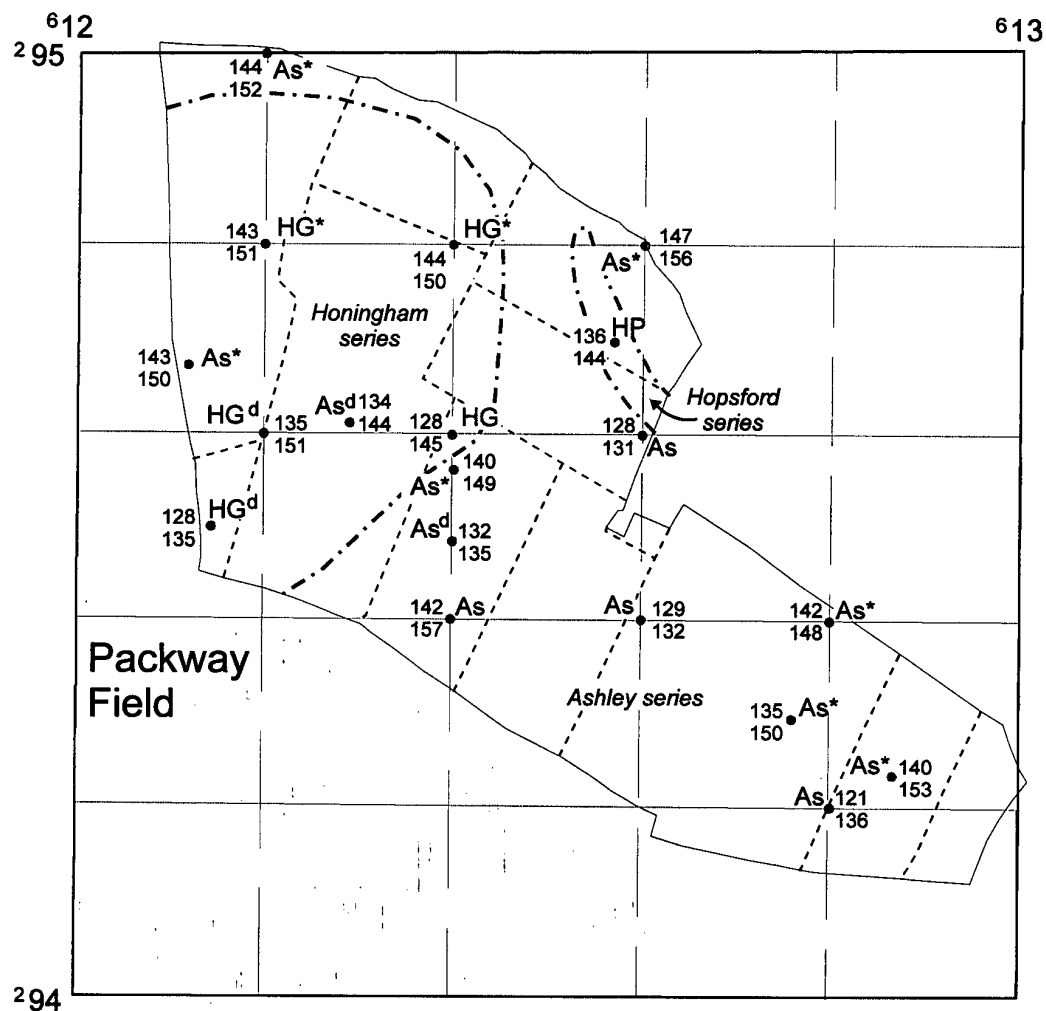 ⁶12
⁶13
²95
144 As*
152
143 HG*
151
HG*
144
150
147
As* 156
Honingham
series
136 HP
144
143 As*
150
Hopsford
series
HGᵈ 135
151
Asᵈ 134
144
128 HG
145
128
131 As
140
As* 149
128 HGᵈ
135
Asᵈ 132
135
142 As
157
As 129
132
142 As*
148
Packway
Field
Ashley series
135 As*
150
As* 140
153
As 121
136
²94